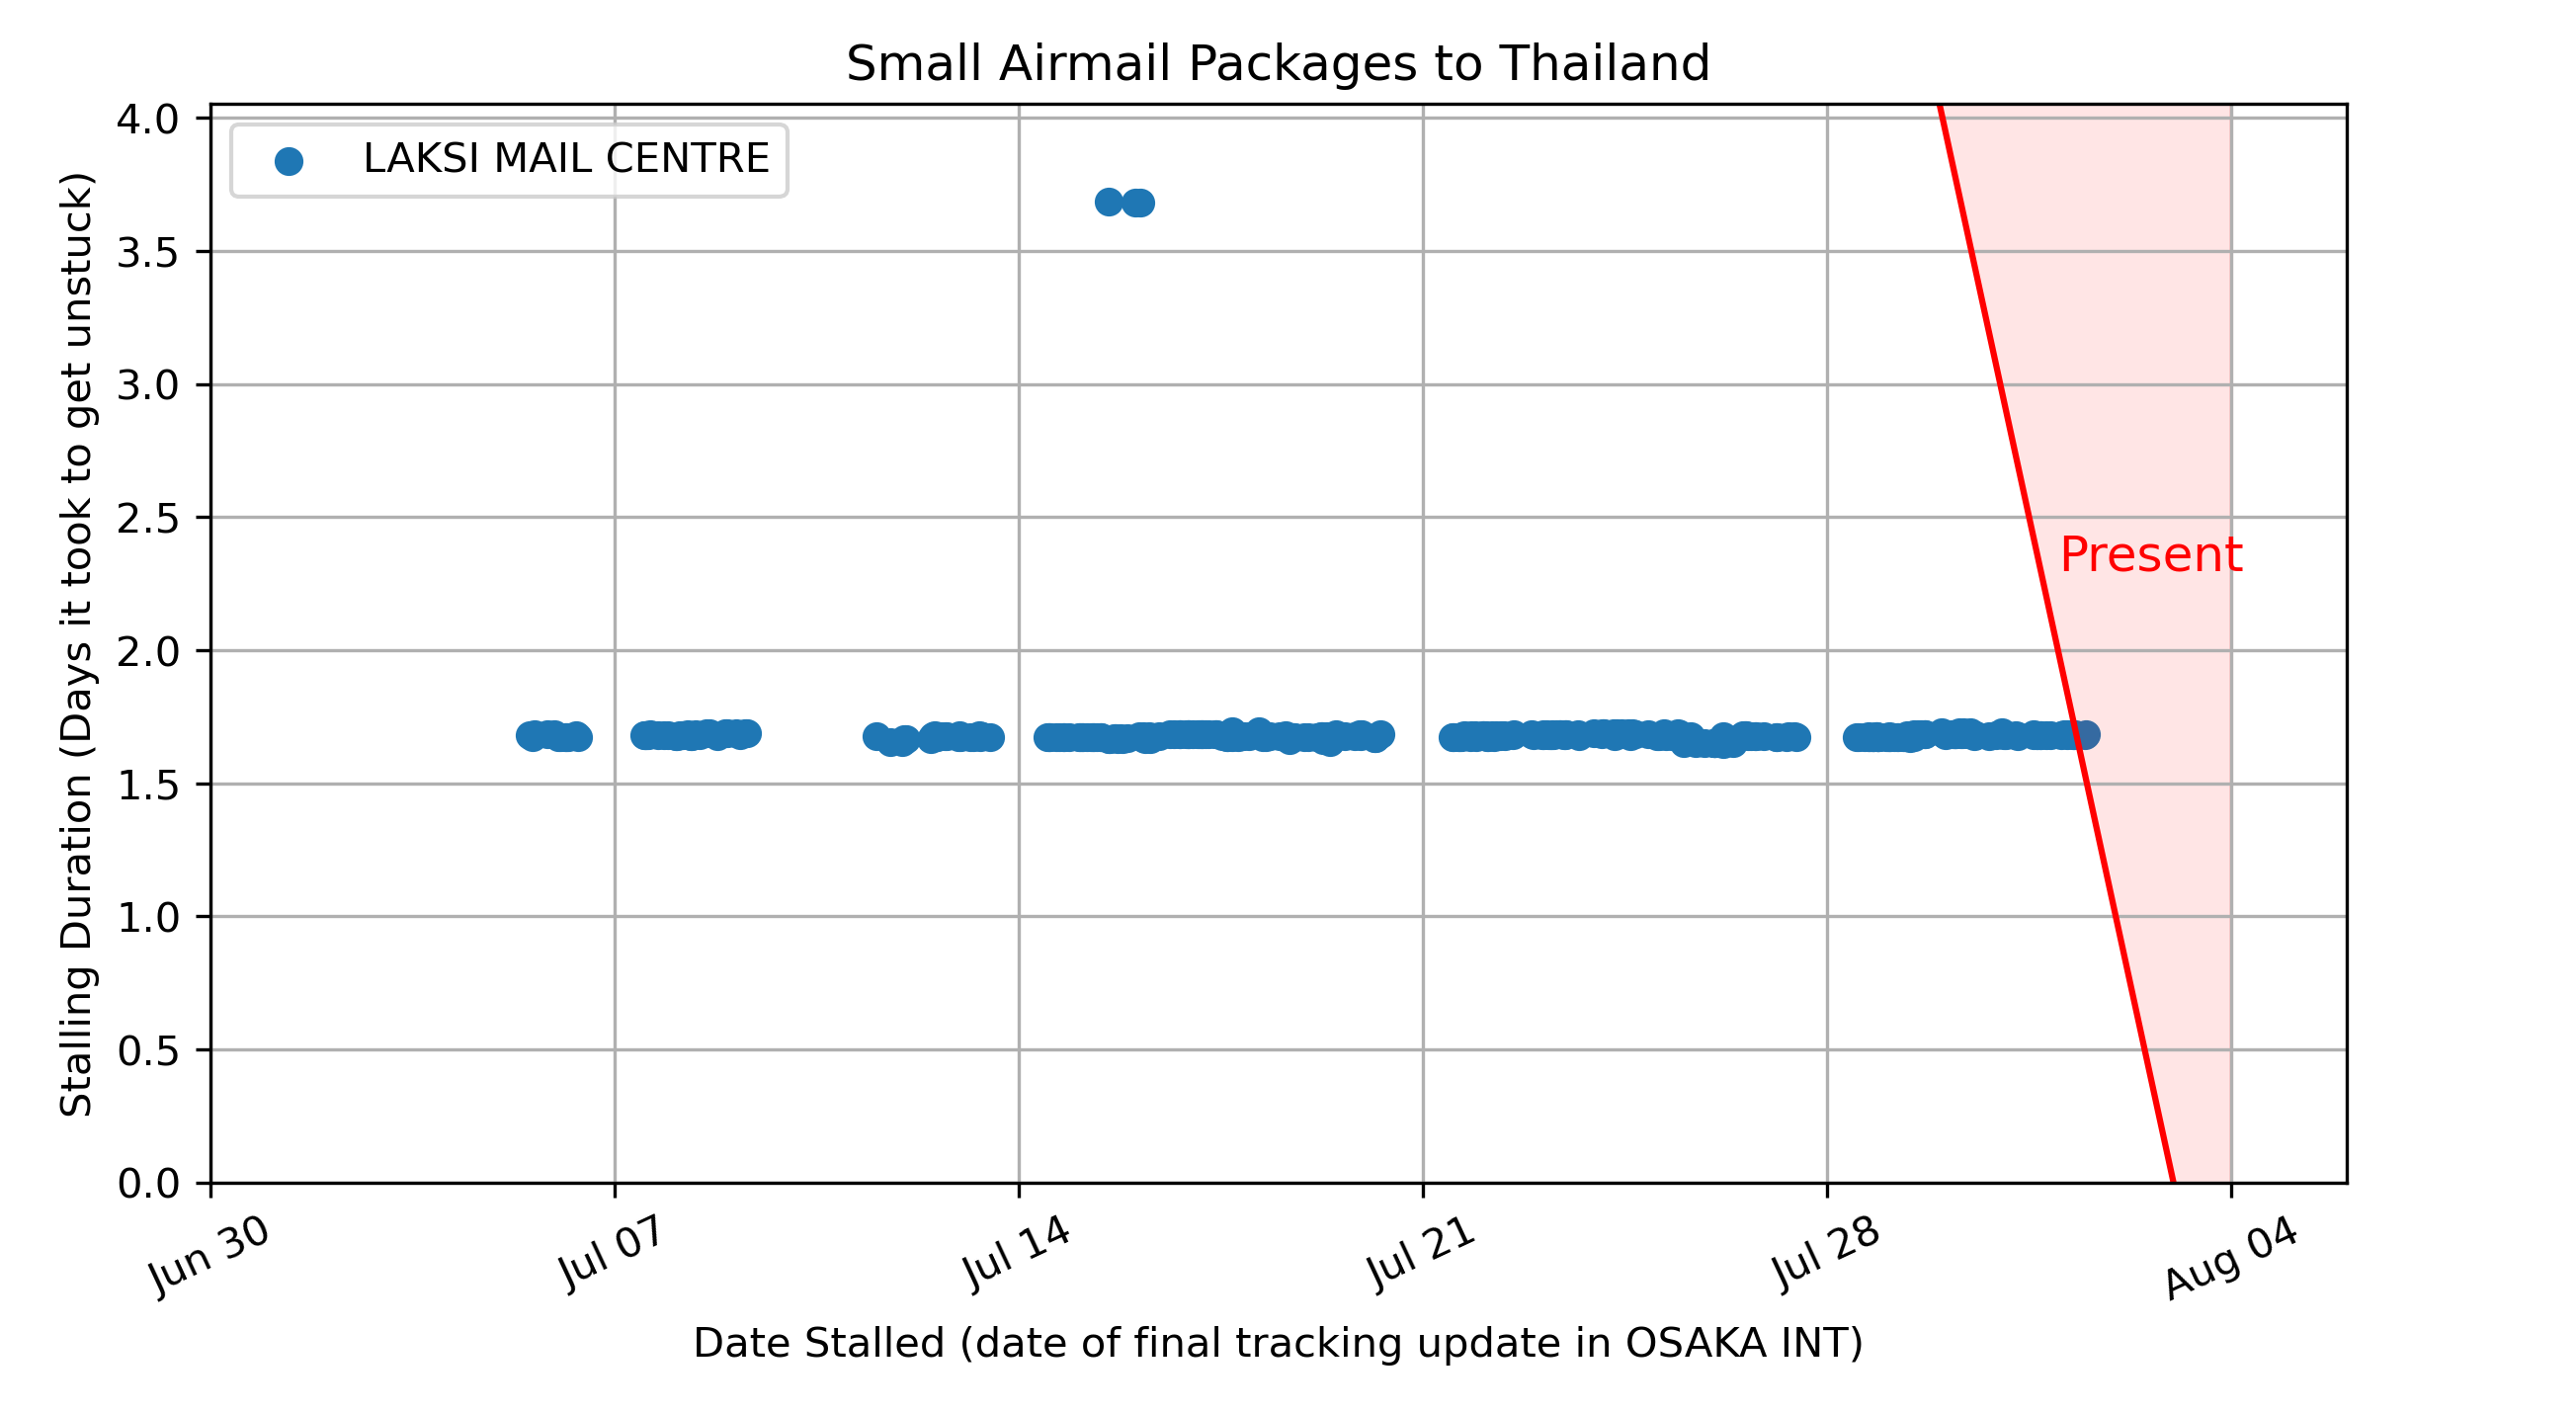 Small Airmail Packages to Thailand
LAKSI MAIL CENTRE
Stalling Duration (Days it took to get unstuck)
4.0
3.5
3.0
2.5
2.0
1.5
1.0
0.5
0.0
Present
Jun 30
Jul 07
Jul 14
Jul 21
Jul 28
Aug 04
Date Stalled (date of final tracking update in OSAKA INT)